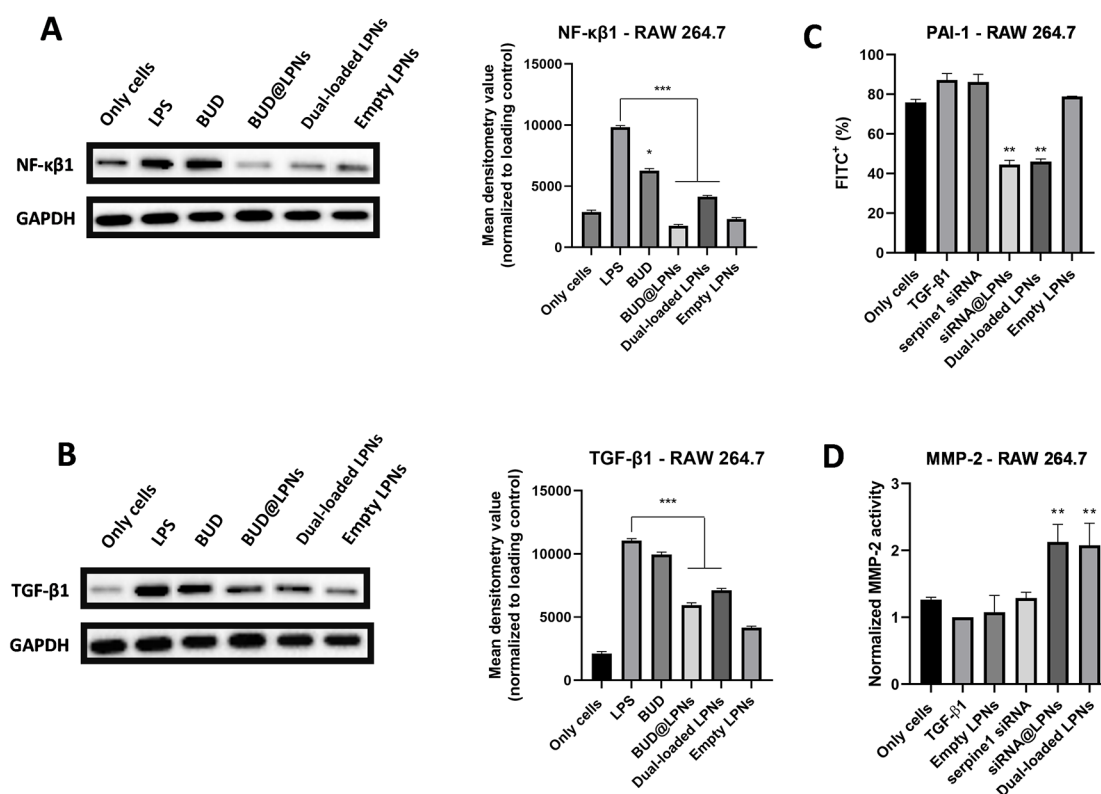 A
Only cells
LPS
BUD
BUD@LPNs
Dual-loaded LPNs
Empty LPNs
NF-κβ1
GAPDH
NF-κβ1 - RAW 264.7
Mean densitometry value
(normalized to loading control)
15000
10000
5000
0
***
*
Only cells
LPS
BUD
BUD@LPNs
Dual-loaded LPNs
Empty LPNs
C
PAI-1 - RAW 264.7
FITC⁺ (%)
100
80
60
40
20
0
**
**
Only cells
TGF-β1
serpine1 siRNA
siRNA@LPNs
Dual-loaded LPNs
Empty LPNs
B
Only cells
LPS
BUD
BUD@LPNs
Dual-loaded LPNs
Empty LPNs
TGF-β1
GAPDH
TGF-β1 - RAW 264.7
Mean densitometry value
(normalized to loading control)
15000
10000
5000
0
***
Only cells
LPS
BUD
BUD@LPNs
Dual-loaded LPNs
Empty LPNs
D
MMP-2 - RAW 264.7
Normalized MMP-2 activity
3
2
1
0
**
**
Only cells
TGF-β1
Empty LPNs
serpine1 siRNA
siRNA@LPNs
Dual-loaded LPNs